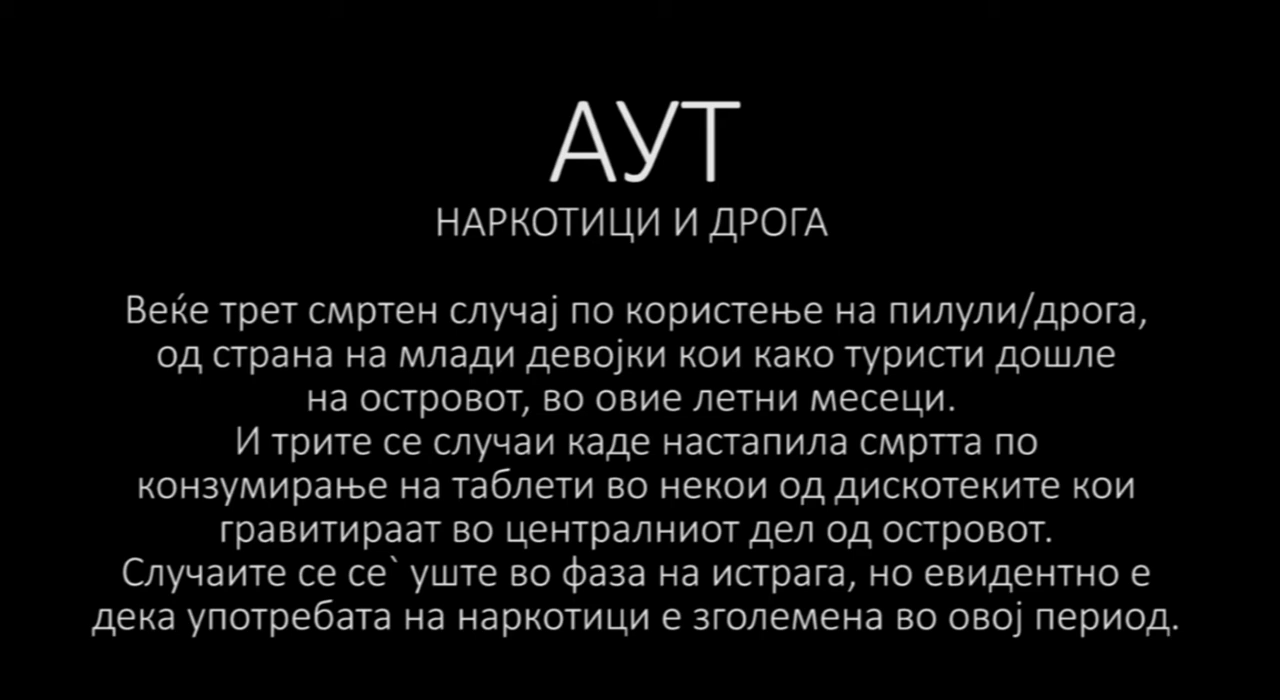 АУТ
НАРКОТИЦИ И ДРОГА
Веќе трет смртен случај по користење на пилули/дрога,
од страна на млади девојки кои како туристи дошле
на островот, во овие летни месеци.
И трите се случаи каде настапила смртта по
конзумирање на таблети во некои од дискотеките кои
гравитираат во централниот дел од островот.
Случаите се се` уште во фаза на истрага, но евидентно е
дека употребата на наркотици е зголемена во овој период.